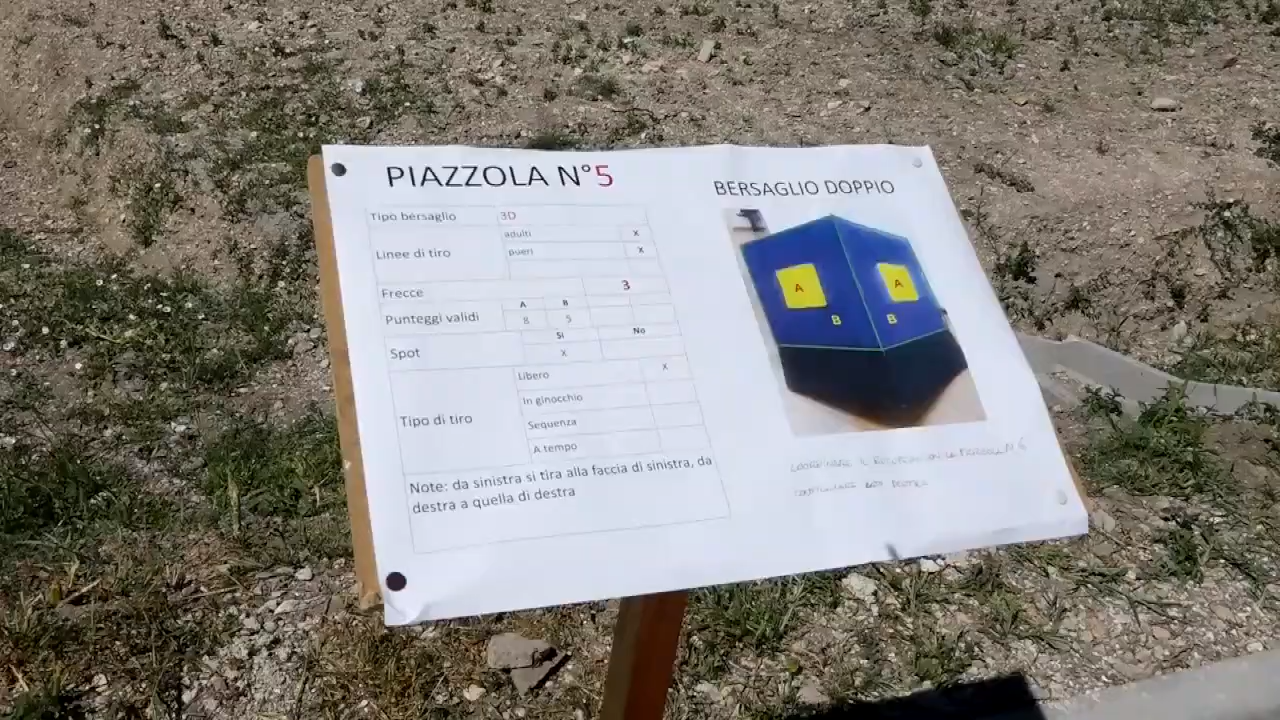 PIAZZOLA N°5
Tipo bersaglio 3D
Linee di tiro
adulti x
pueri x
Frecce 3
A B
Punteggi validi 8 5
Si No
Spot x
Tipo di tiro
Libero x
In ginocchio
Sequenza
A tempo
Note: da sinistra si tira alla faccia di sinistra, da
destra a quella di destra
BERSAGLIO DOPPIO
A A
B B
COORDINARE IL